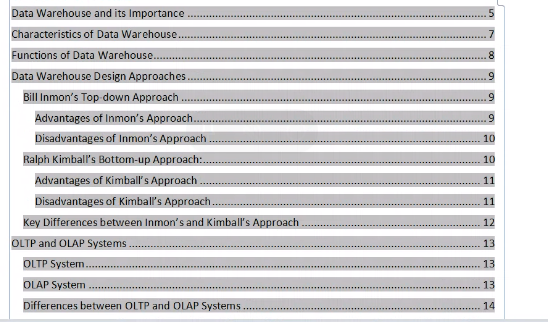 Data Warehouse and its Importance ........ 5
Characteristics of Data Warehouse ........ 7
Functions of Data Warehouse ........ 8
Data Warehouse Design Approaches ........ 9
Bill Inmon's Top-down Approach ........ 9
Advantages of Inmon's Approach ........ 9
Disadvantages of Inmon's Approach ........ 10
Ralph Kimball's Bottom-up Approach: ........ 10
Advantages of Kimball's Approach ........ 11
Disadvantages of Kimball's Approach ........ 11
Key Differences between Inmon's and Kimball's Approach ........ 12
OLTP and OLAP Systems ........ 13
OLTP System ........ 13
OLAP System ........ 13
Differences between OLTP and OLAP Systems ........ 14